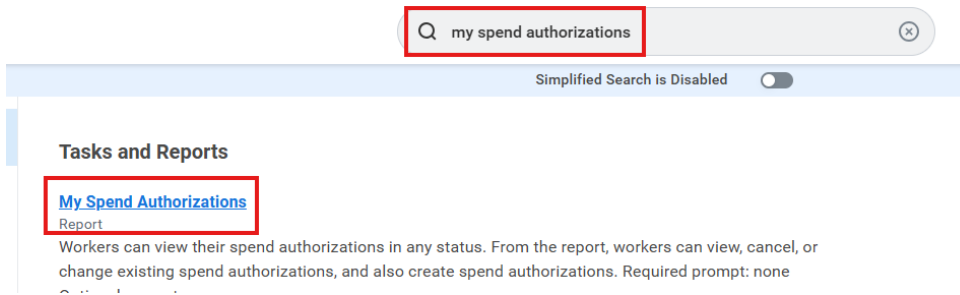 my spend authorizations
Simplified Search is Disabled
Tasks and Reports
My Spend Authorizations
Report
Workers can view their spend authorizations in any status. From the report, workers can view, cancel, or
change existing spend authorizations, and also create spend authorizations. Required prompt: none